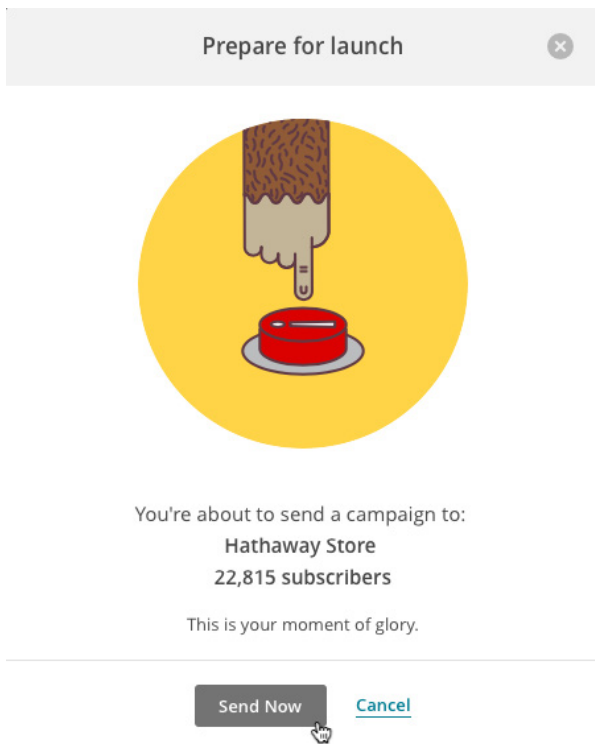 Prepare for launch
You're about to send a campaign to:
Hathaway Store
22,815 subscribers
This is your moment of glory.
Send Now
Cancel